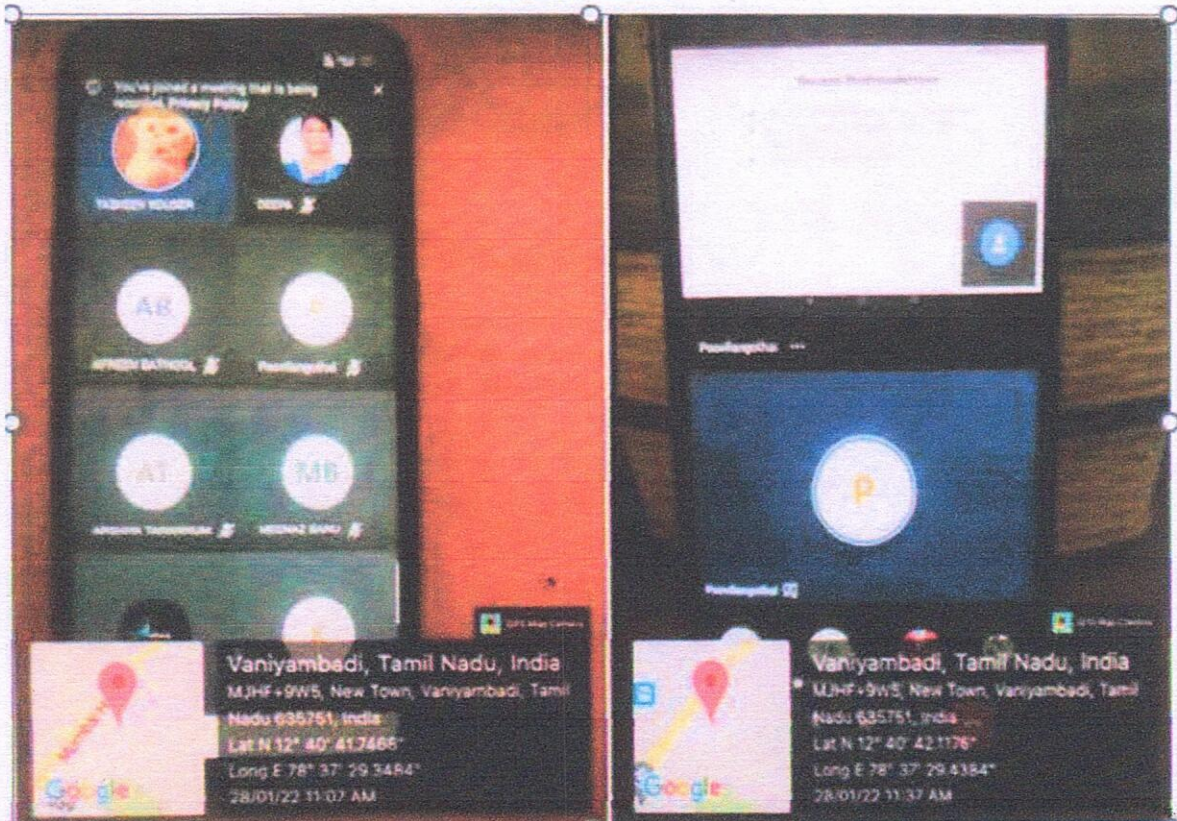 You've joined a meeting that is being
recorded. Privacy Policy
DEEPA
AB
P
Poovilangothai
AT
MB
GPS Map Camera
Google
Vaniyambadi, Tamil Nadu, India
MJHF+9W5, New Town, Vaniyambadi, Tamil
Nadu 635751, India
Lat N 12° 40' 41.7466"
Long E 78° 37' 29.3484"
28/01/22 11:07 AM
P
GPS Map Camera
Google
Vaniyambadi, Tamil Nadu, India
MJHF+9W5, New Town, Vaniyambadi, Tamil
Nadu 635751, India
Lat N 12° 40' 42.1176"
Long E 78° 37' 29.4384"
28/01/22 11:37 AM